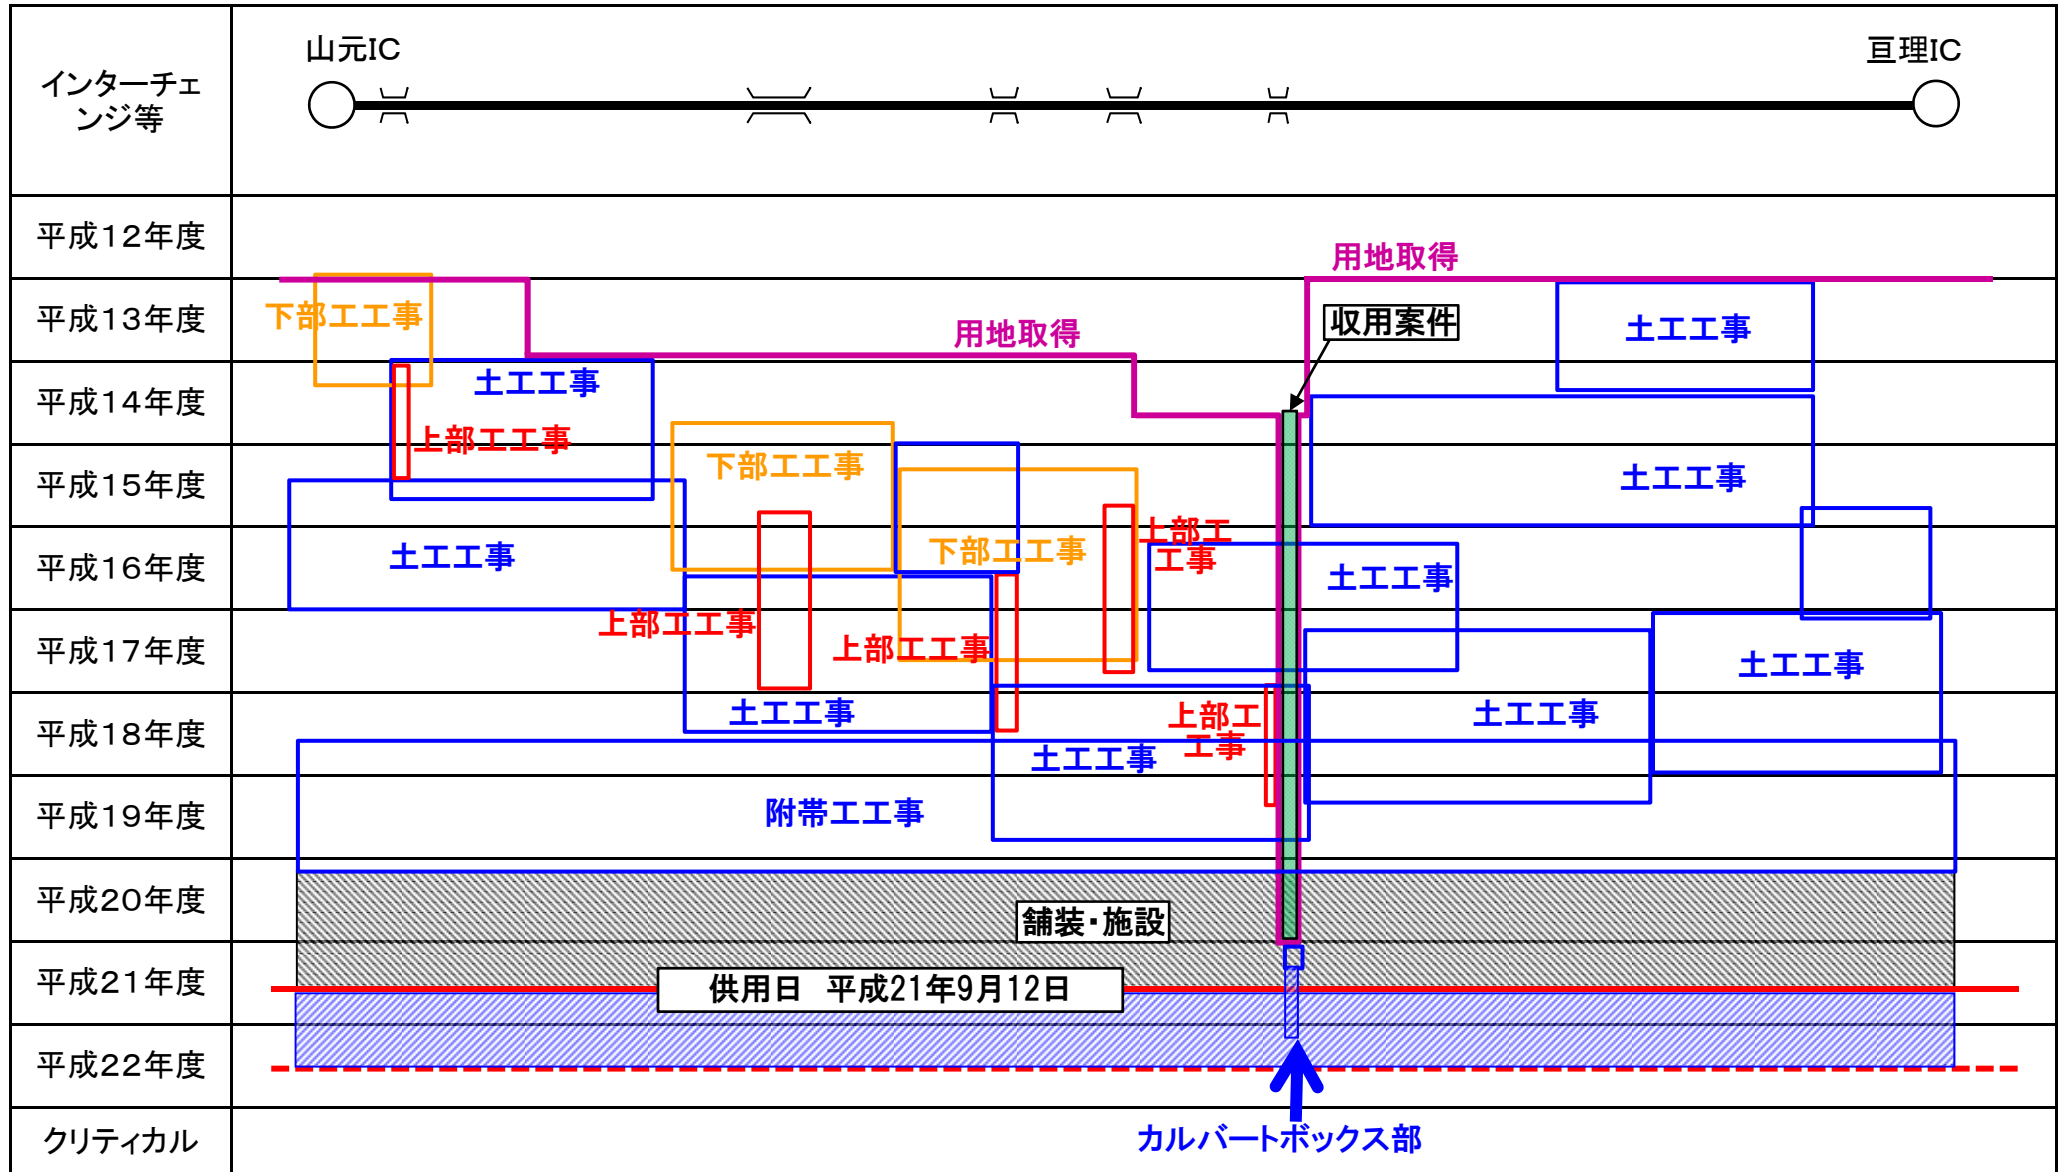 山元IC
亘理IC
インターチェ
ンジ等
平成12年度
用地取得
平成13年度
下部工工事
用地取得
収用案件
土工工事
平成14年度
土工工事
上部工工事
平成15年度
下部工工事
土工工事
平成16年度
土工工事
下部工工事
上部工
工事
土工工事
平成17年度
上部工工事
上部工工事
土工工事
平成18年度
土工工事
上部工
工事
土工工事
土工工事
平成19年度
附帯工工事
平成20年度
舗装・施設
平成21年度
供用日　平成21年9月12日
平成22年度
クリティカル
カルバートボックス部